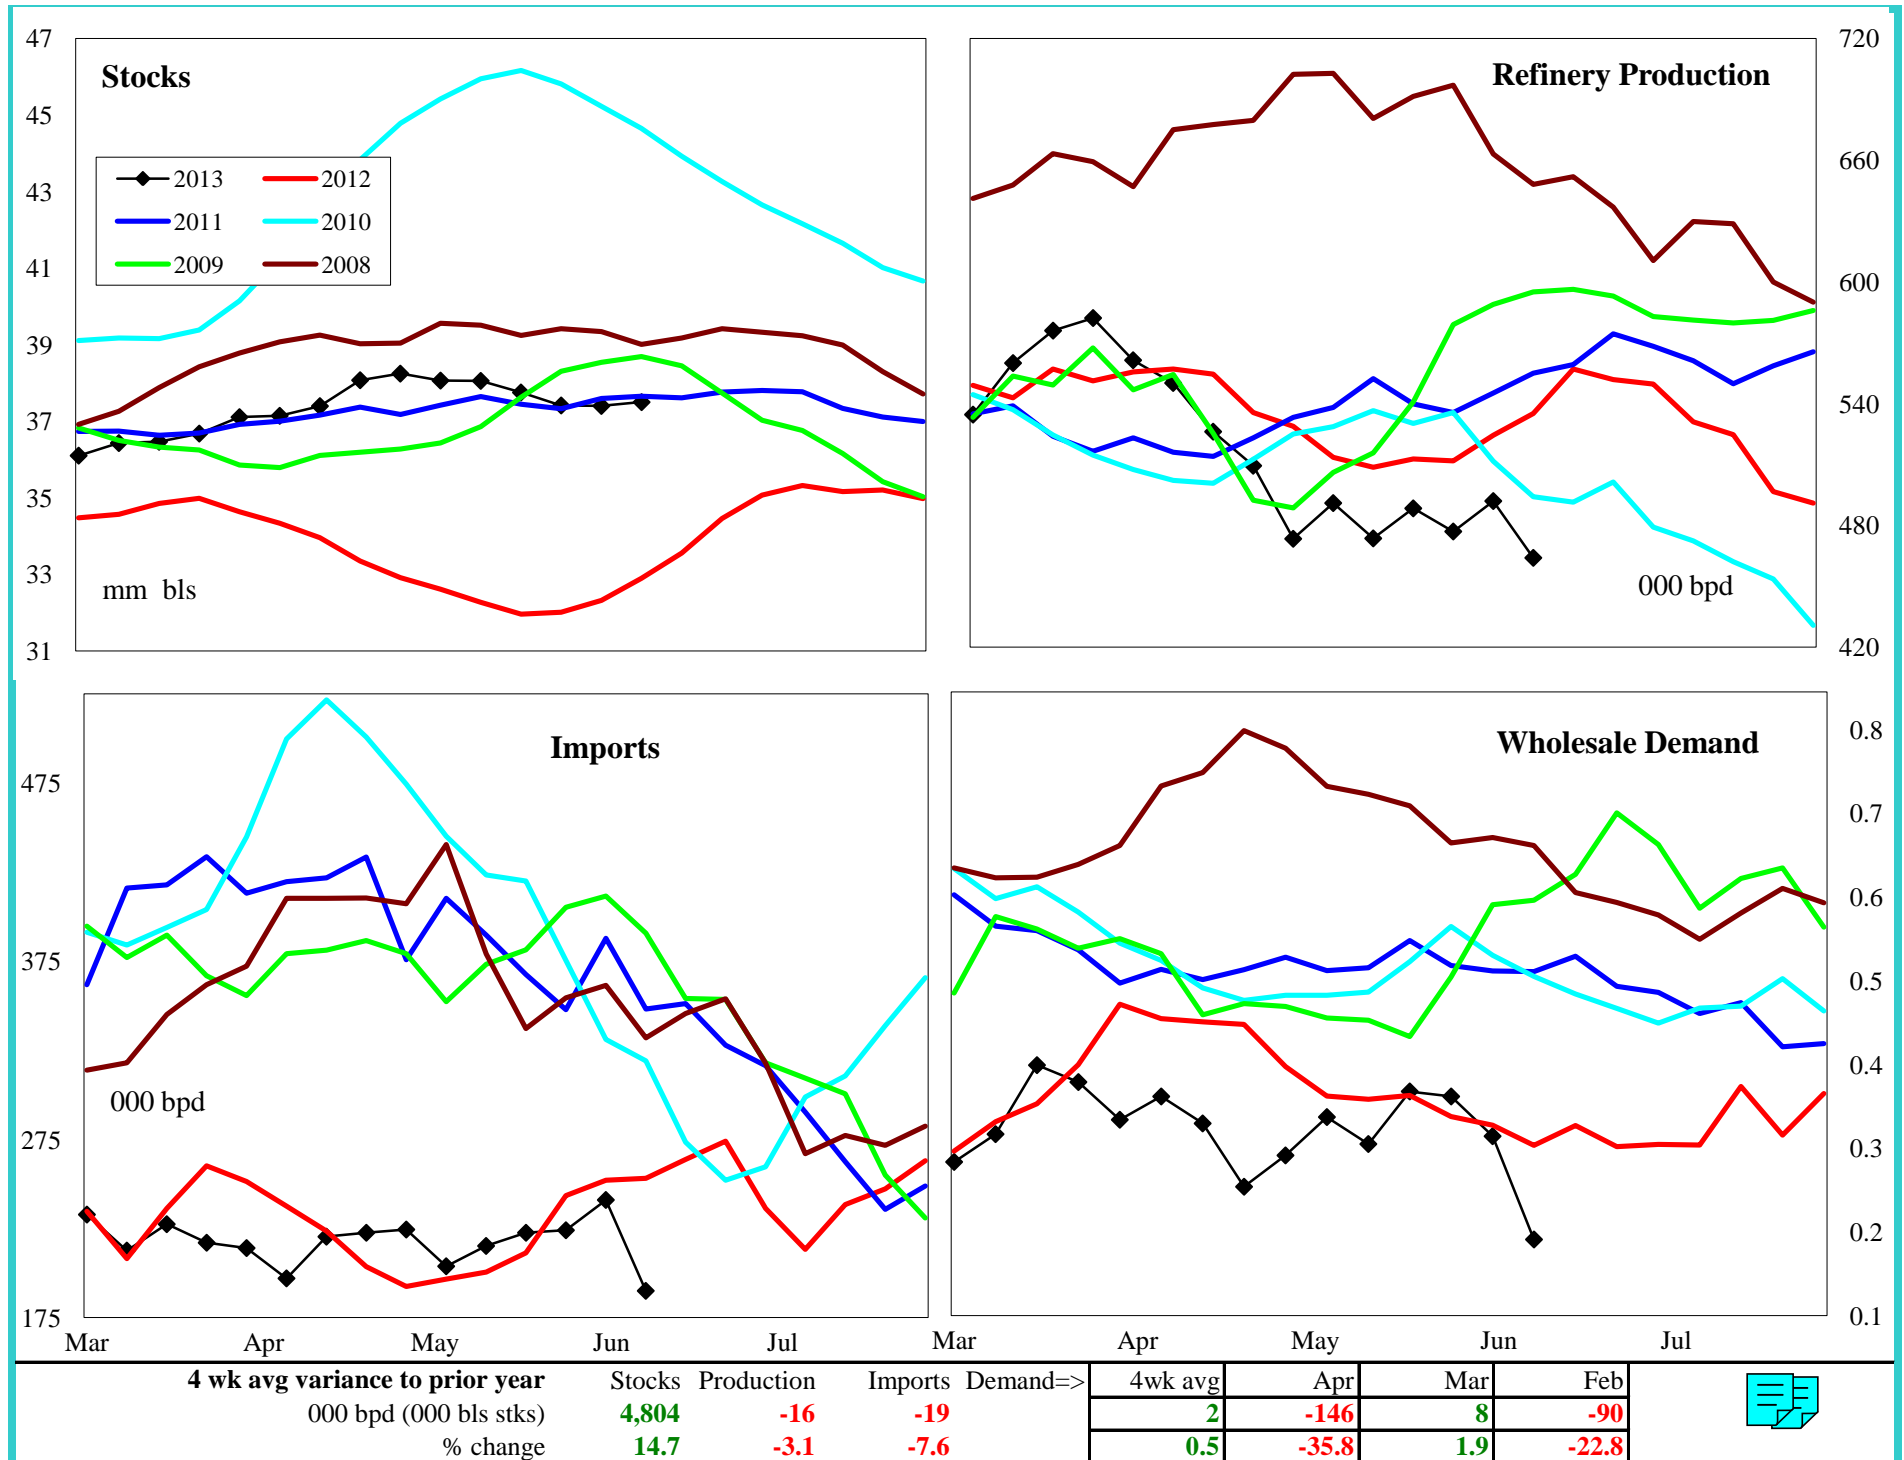 Stocks
47
45
43
41
39
37
35
33
31
2013 2012
2011 2010
2009 2008
mm bls
Refinery Production
720
660
600
540
480
420
000 bpd
Imports
475
375
275
175
000 bpd
Mar Apr May Jun Jul
Wholesale Demand
0.8
0.7
0.6
0.5
0.4
0.3
0.2
0.1
Mar Apr May Jun Jul
4 wk avg variance to prior year Stocks Production Imports Demand=> 4wk avg Apr Mar Feb
000 bpd (000 bls stks) 4,804 -16 -19 2 -146 8 -90
% change 14.7 -3.1 -7.6 0.5 -35.8 1.9 -22.8